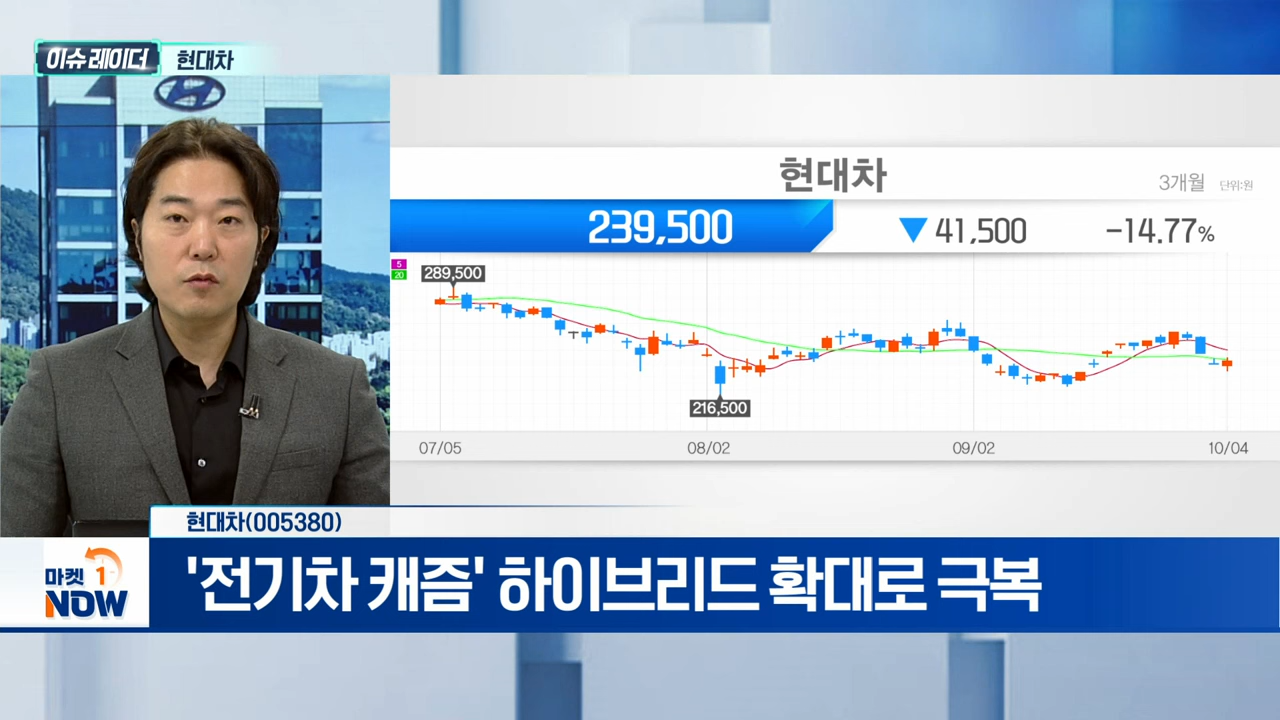 이슈레이더 현대차
현대차
3개월 단위:원
239,500 ▼ 41,500 -14.77%
5
20
289,500
216,500
07/05 08/02 09/02 10/04
현대차(005380)
마켓 1
NOW
'전기차 캐즘' 하이브리드 확대로 극복